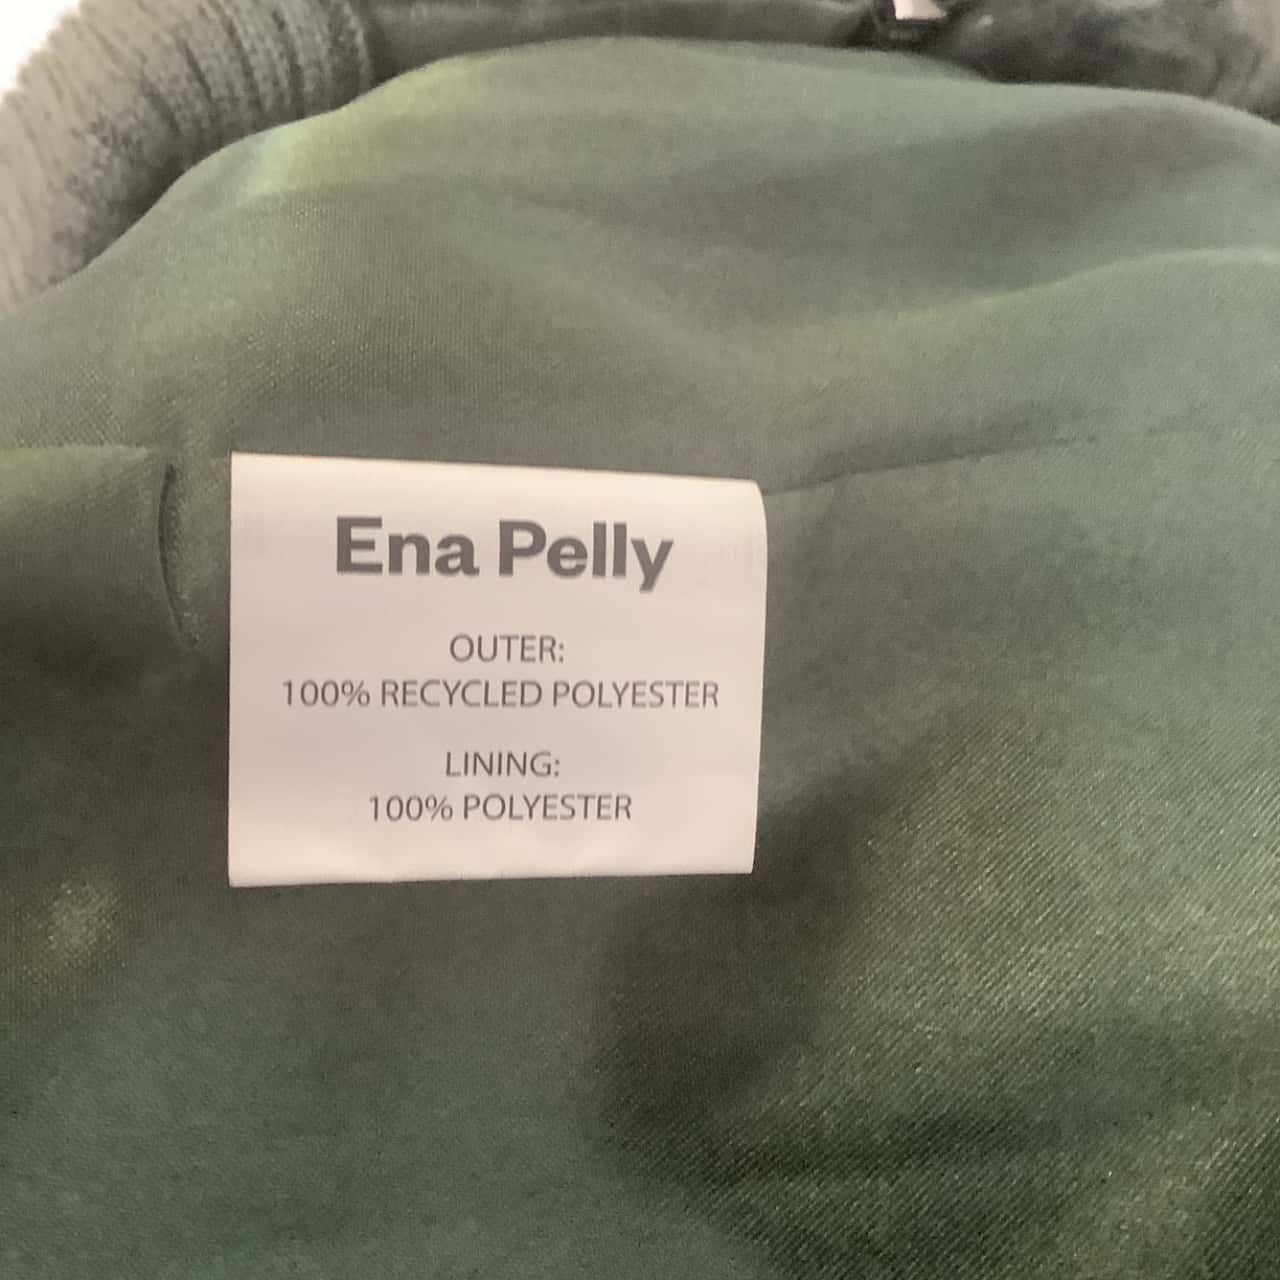 Ena Pelly
OUTER:
100% RECYCLED POLYESTER
LINING:
100% POLYESTER